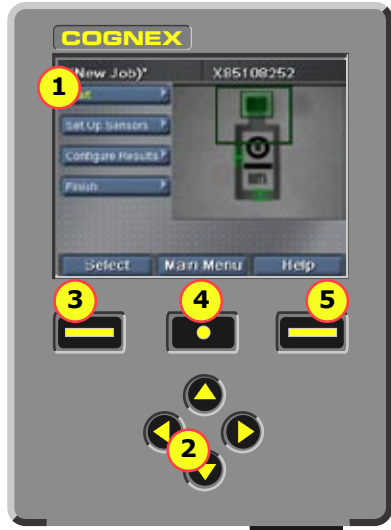 COGNEX
(New Job)* X85108252
1
Set Up Sensors
Configure Results
Finish
Select Main Menu Help
3 4 5
2